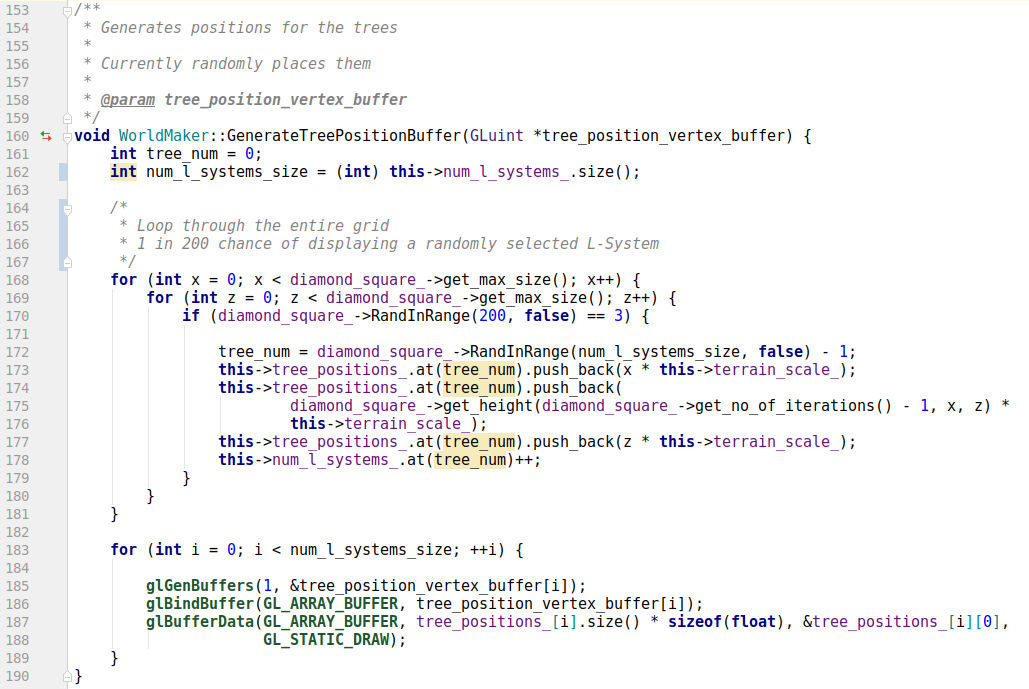 153 /**
154  * Generates positions for the trees
155  *
156  * Currently randomly places them
157  *
158  * @param tree_position_vertex_buffer
159  */
160 void WorldMaker::GenerateTreePositionBuffer(GLuint *tree_position_vertex_buffer) {
161     int tree_num = 0;
162     int num_l_systems_size = (int) this->num_l_systems_.size();
163
164     /*
165      * Loop through the entire grid
166      * 1 in 200 chance of displaying a randomly selected L-System
167      */
168     for (int x = 0; x < diamond_square_->get_max_size(); x++) {
169         for (int z = 0; z < diamond_square_->get_max_size(); z++) {
170             if (diamond_square_->RandInRange(200, false) == 3) {
171
172                 tree_num = diamond_square_->RandInRange(num_l_systems_size, false) - 1;
173                 this->tree_positions_.at(tree_num).push_back(x * this->terrain_scale_);
174                 this->tree_positions_.at(tree_num).push_back(
175                         diamond_square_->get_height(diamond_square_->get_no_of_iterations() - 1, x, z) *
176                         this->terrain_scale_);
177                 this->tree_positions_.at(tree_num).push_back(z * this->terrain_scale_);
178                 this->num_l_systems_.at(tree_num)++;
179             }
180         }
181     }
182
183     for (int i = 0; i < num_l_systems_size; ++i) {
184
185         glGenBuffers(1, &tree_position_vertex_buffer[i]);
186         glBindBuffer(GL_ARRAY_BUFFER, tree_position_vertex_buffer[i]);
187         glBufferData(GL_ARRAY_BUFFER, tree_positions_[i].size() * sizeof(float), &tree_positions_[i][0],
188                      GL_STATIC_DRAW);
189     }
190 }